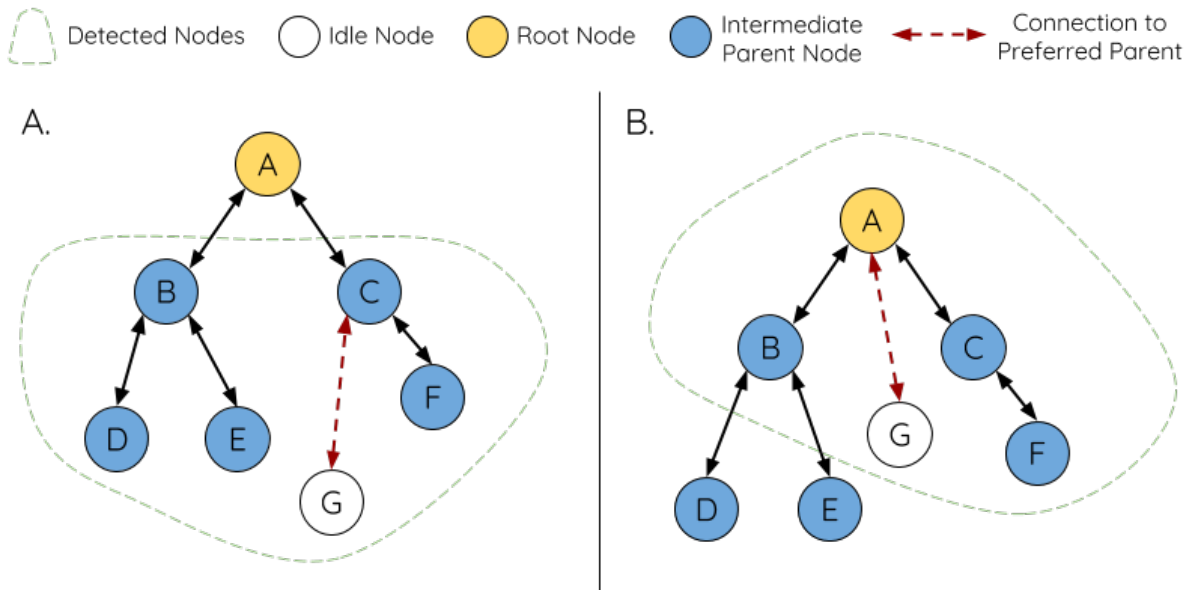 Detected Nodes
Idle Node
Root Node
Intermediate
Parent Node
Connection to
Preferred Parent
A.
A
B
C
D
E
F
G
B.
A
B
C
G
F
D
E